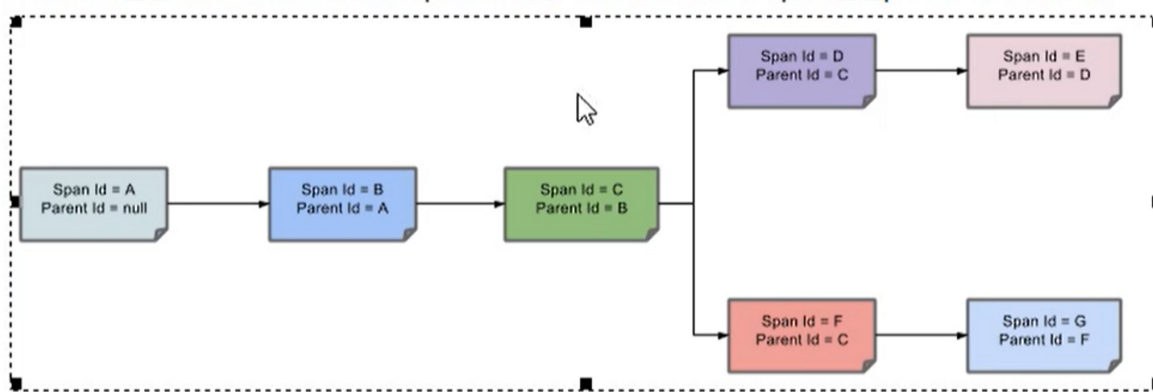 Span Id = A
Parent Id = null
Span Id = B
Parent Id = A
Span Id = C
Parent Id = B
Span Id = D
Parent Id = C
Span Id = E
Parent Id = D
Span Id = F
Parent Id = C
Span Id = G
Parent Id = F